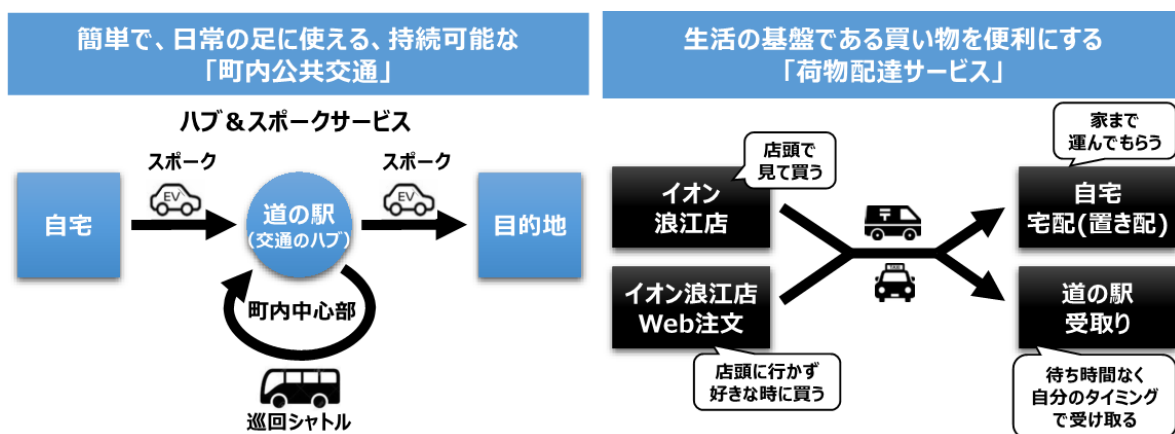 簡単で、日常の足に使える、持続可能な
「町内公共交通」
ハブ＆スポークサービス
スポーク
スポーク
EV
EV
自宅
道の駅
(交通のハブ)
目的地
町内中心部
巡回シャトル
生活の基盤である買い物を便利にする
「荷物配達サービス」
店頭で
見て買う
家まで
運んでもらう
イオン
浪江店
自宅
宅配(置き配)
〒
イオン浪江店
Web注文
道の駅
受取り
店頭に行かず
好きな時に買う
待ち時間なく
自分のタイミング
で受け取る